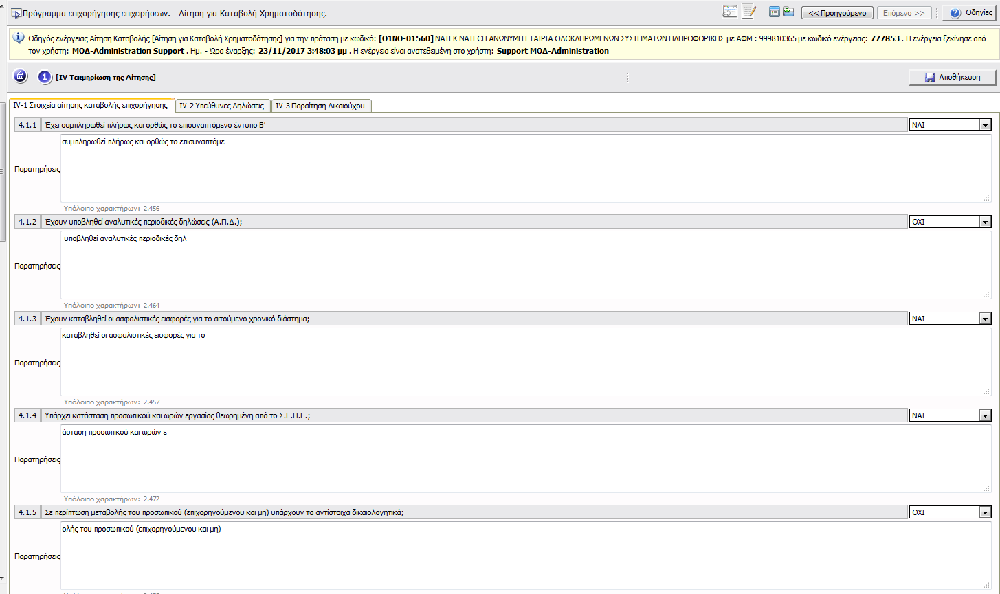 Πρόγραμμα επιχορήγησης επιχειρήσεων. - Αίτηση για Καταβολή Χρηματοδότησης.
<< Προηγούμενο
Επόμενο >>
Οδηγίες
Οδηγός ενέργειας Αίτηση Καταβολής [Αίτηση για Καταβολή Χρηματοδότησης] για την πρόταση με κωδικό: [Ο1ΝΘ-01560] NATEK NATECH ΑΝΩΝΥΜΗ ΕΤΑΙΡΙΑ ΟΛΟΚΛΗΡΩΜΕΝΩΝ ΣΥΣΤΗΜΑΤΩΝ ΠΛΗΡΟΦΟΡΙΚΗΣ με ΑΦΜ : 999810365 με κωδικό ενέργειας: 777853 . Η ενέργεια ξεκίνησε από
τον χρήστη: ΜΟΔ-Administration Support . Ημ. - Ώρα έναρξης: 23/11/2017 3:48:03 μμ . Η ενέργεια είναι ανατεθειμένη στο χρήστη: Support ΜΟΔ-Administration
1 [IV Τεκμηρίωση της Αίτησης]
Αποθήκευση
IV-1 Στοιχεία αίτησης καταβολής επιχορήγησης
IV-2 Υπεύθυνες Δηλώσεις
IV-3 Παραίτηση Δικαιούχου
4.1.1 Έχει συμπληρωθεί πλήρως και ορθώς το επισυναπτόμενο έντυπο Β΄ ΝΑΙ
συμπληρωθεί πλήρως και ορθώς το επισυναπτόμε
Παρατηρήσεις
Υπόλοιπο χαρακτήρων: 2.456
4.1.2 Έχουν υποβληθεί αναλυτικές περιοδικές δηλώσεις (Α.Π.Δ.); ΟΧΙ
υποβληθεί αναλυτικές περιοδικές δηλ
Παρατηρήσεις
Υπόλοιπο χαρακτήρων: 2.464
4.1.3 Έχουν καταβληθεί οι ασφαλιστικές εισφορές για το αιτούμενο χρονικό διάστημα; ΝΑΙ
καταβληθεί οι ασφαλιστικές εισφορές για το
Παρατηρήσεις
Υπόλοιπο χαρακτήρων: 2.457
4.1.4 Υπάρχει κατάσταση προσωπικού και ωρών εργασίας θεωρημένη από το Σ.Ε.Π.Ε.; ΝΑΙ
άσταση προσωπικού και ωρών ε
Παρατηρήσεις
Υπόλοιπο χαρακτήρων: 2.472
4.1.5 Σε περίπτωση μεταβολής του προσωπικού (επιχορηγούμενου και μη) υπάρχουν τα αντίστοιχα δικαιολογητικά; ΟΧΙ
ολής του προσωπικού (επιχορηγούμενου και μη)
Παρατηρήσεις